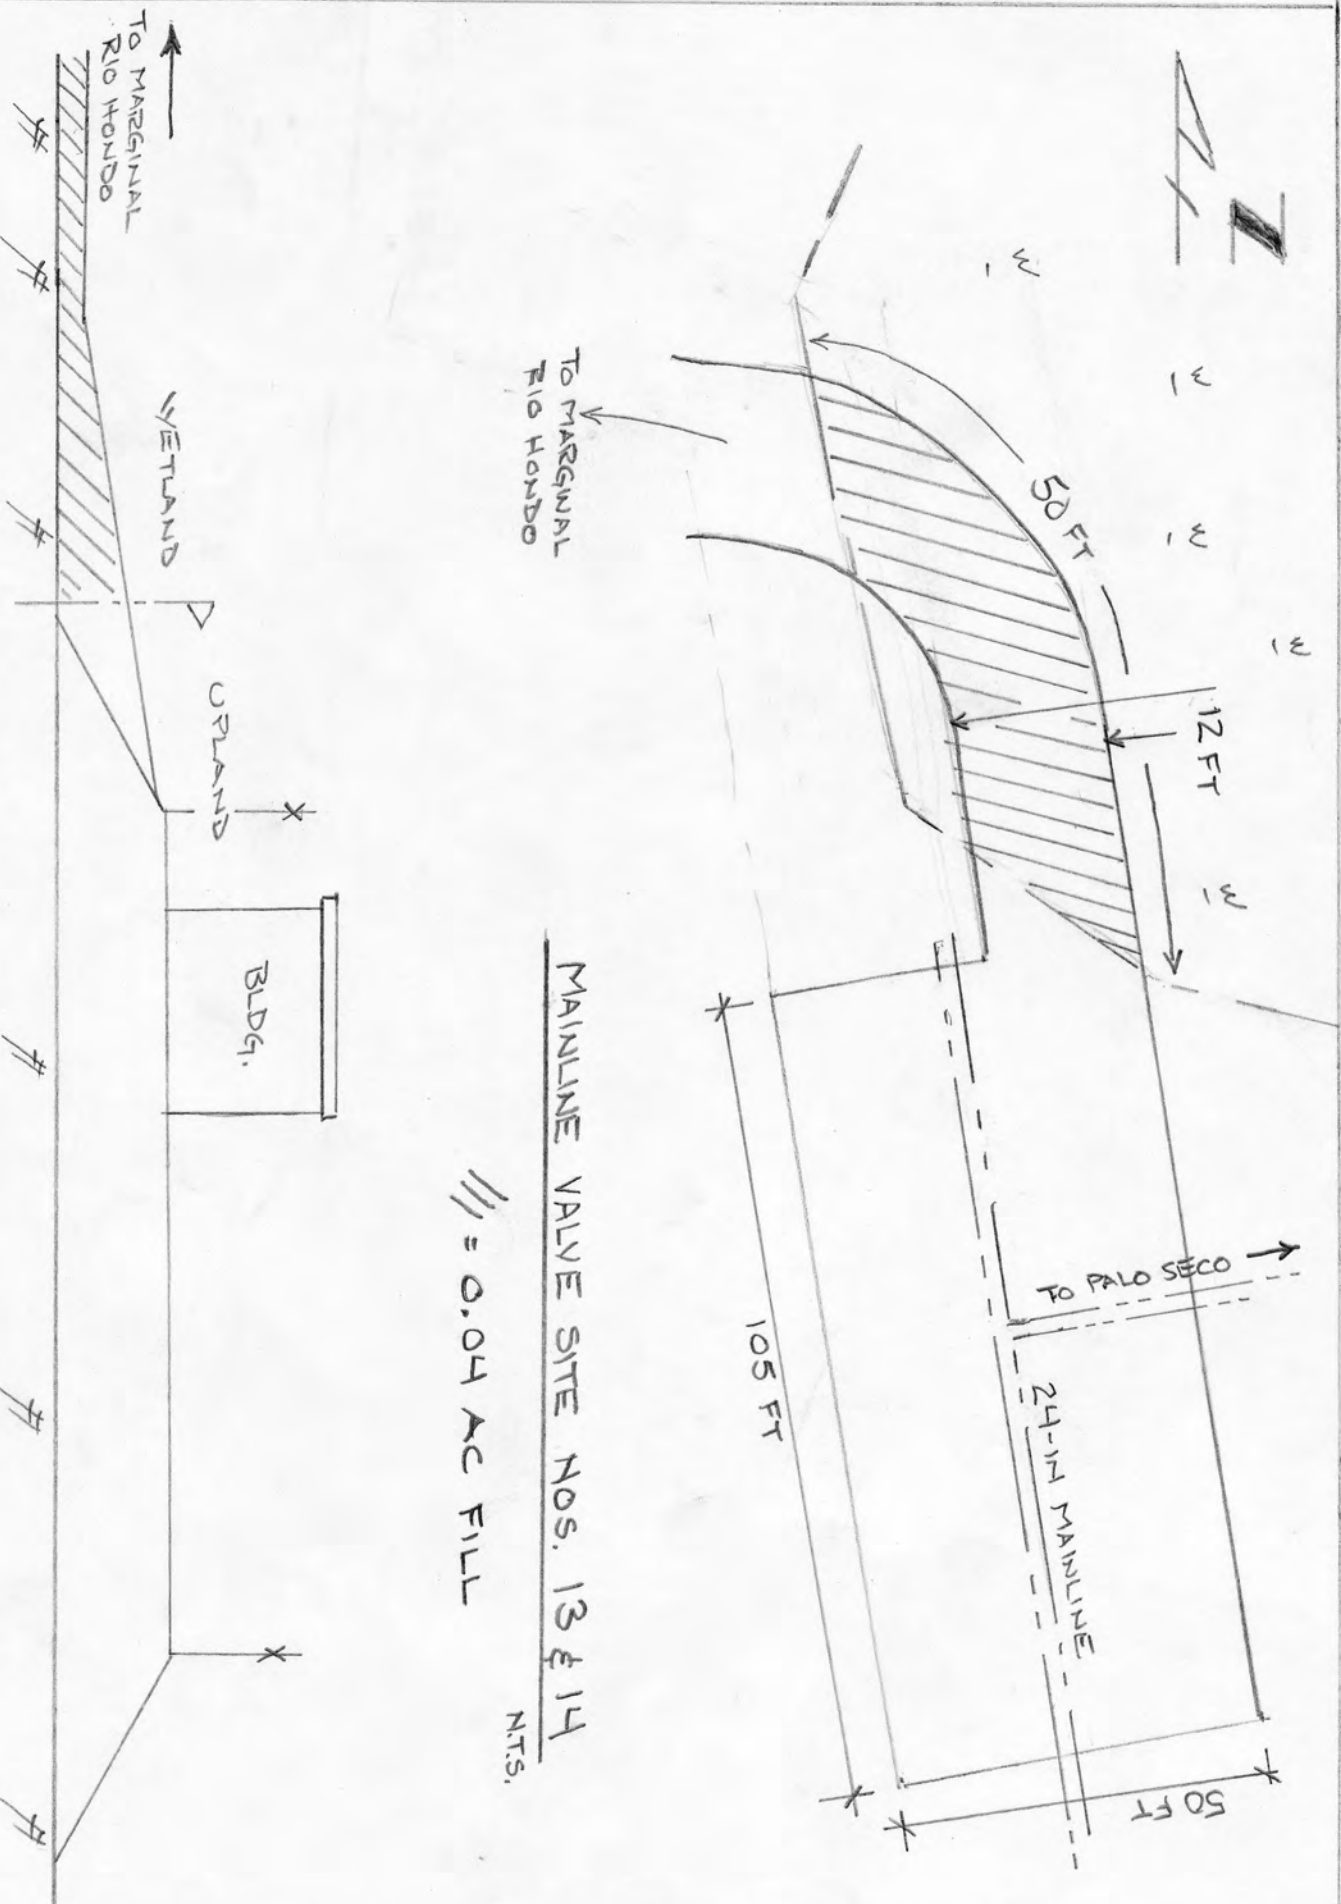 N
50 FT
12 FT
TO MARGINAL
RIO HONDO
TO PALO SECO
24-IN MAINLINE
105 FT
50 FT
MAINLINE VALVE SITE NOS. 13 & 14
N.T.S.
/// = 0.04 AC FILL
TO MARGINAL
RIO HONDO
WETLAND
UPLAND
BLDG.